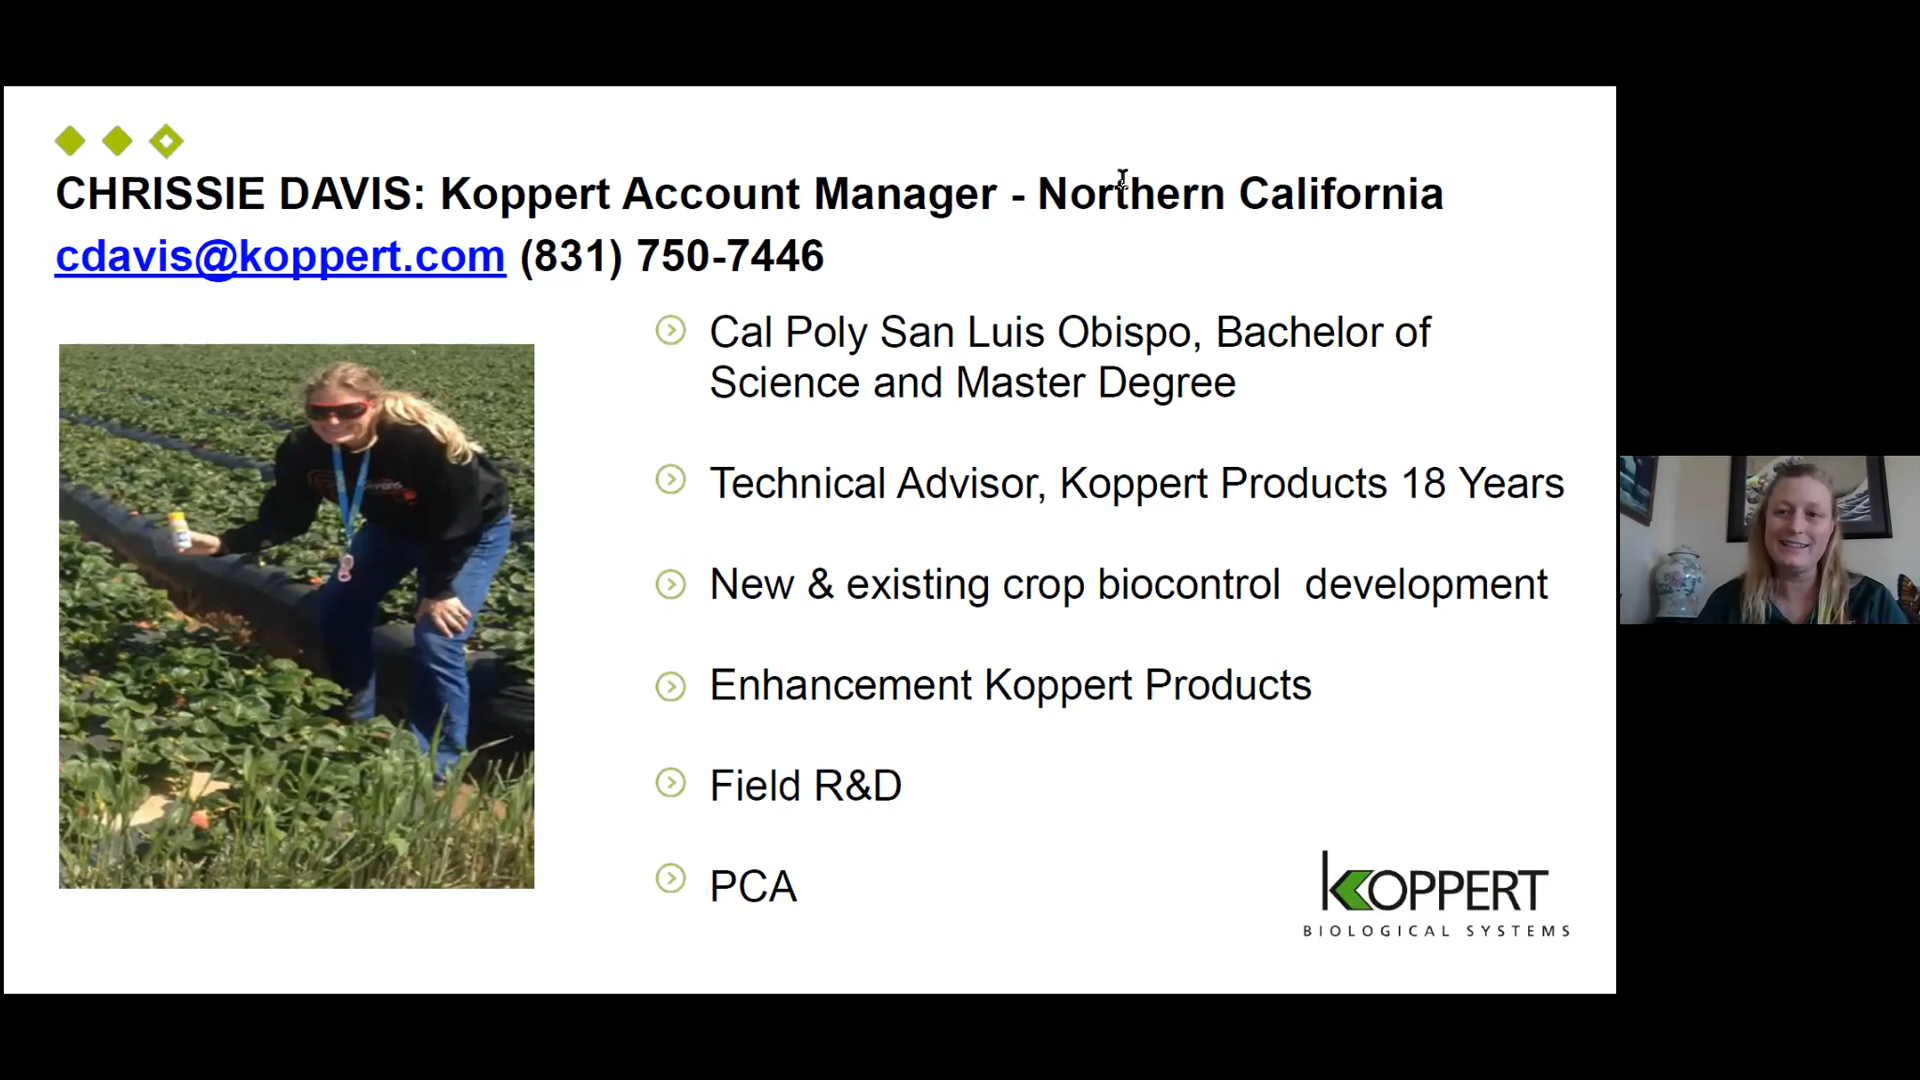 CHRISSIE DAVIS: Koppert Account Manager - Northern California
cdavis@koppert.com (831) 750-7446
Cal Poly San Luis Obispo, Bachelor of
Science and Master Degree
Technical Advisor, Koppert Products 18 Years
New & existing crop biocontrol development
Enhancement Koppert Products
Field R&D
PCA
KOPPERT
BIOLOGICAL SYSTEMS